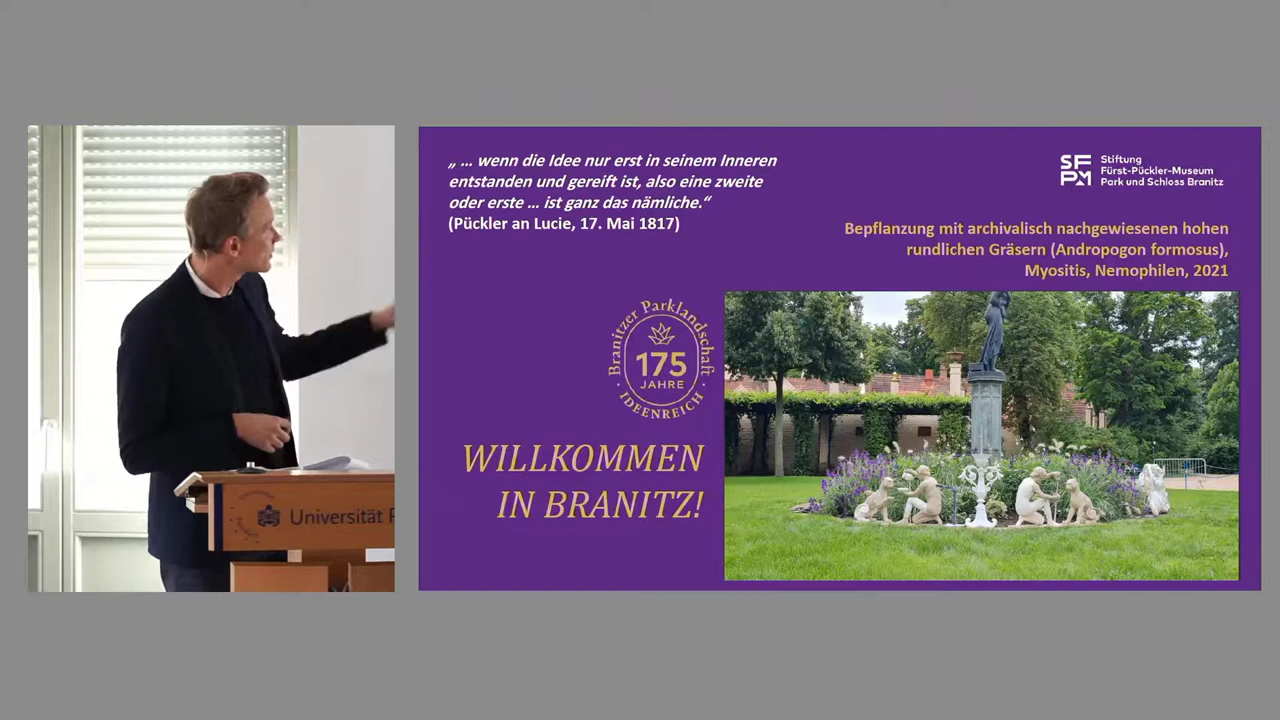 „ … wenn die Idee nur erst in seinem Inneren
entstanden und gereift ist, also eine zweite
oder erste … ist ganz das nämliche.“
(Pückler an Lucie, 17. Mai 1817)
SF
PM
Stiftung
Fürst-Pückler-Museum
Park und Schloss Branitz
Bepflanzung mit archivalisch nachgewiesenen hohen
rundlichen Gräsern (Andropogon formosus),
Myositis, Nemophilen, 2021
Branitzer Parklandschaft
175
JAHRE
· IDEENREICH ·
WILLKOMMEN
IN BRANITZ!
Universität